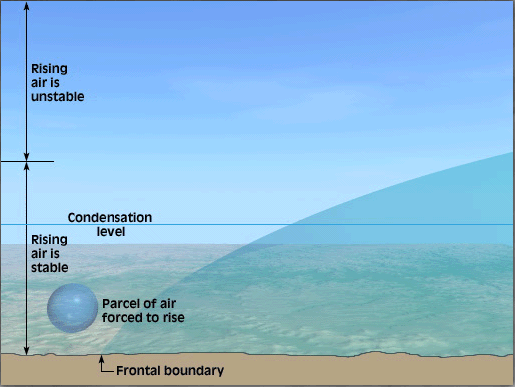 Rising
air is
unstable
Condensation
level
Rising
air is
stable
Parcel of air
forced to rise
Frontal boundary